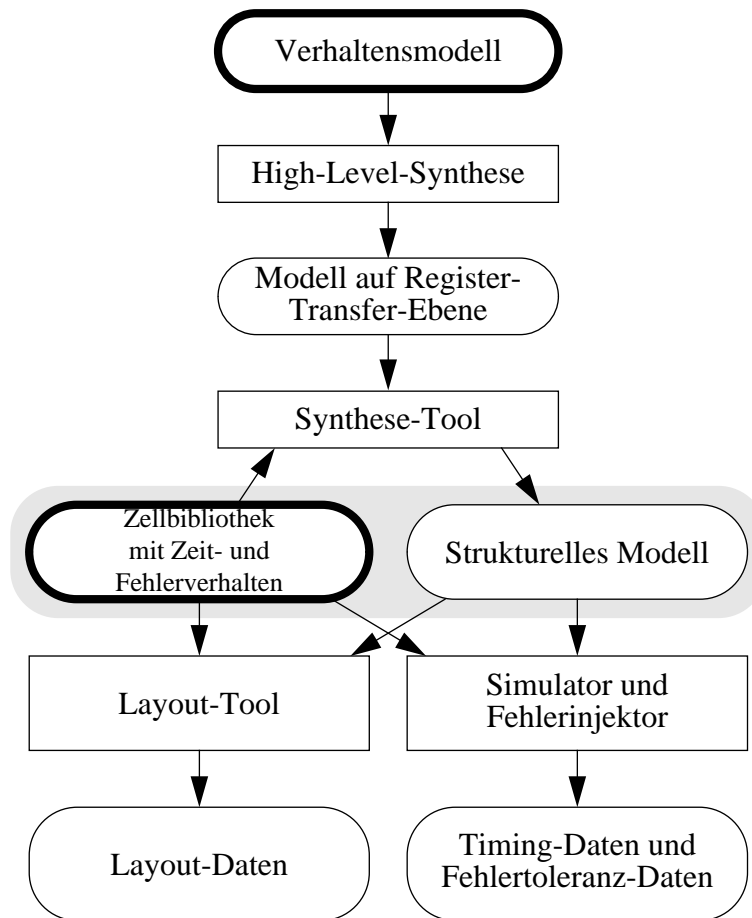 Verhaltensmodell
High-Level-Synthese
Modell auf Register-
Transfer-Ebene
Synthese-Tool
Zellbibliothek
mit Zeit- und
Fehlerverhalten
Strukturelles Modell
Layout-Tool
Simulator und
Fehlerinjektor
Layout-Daten
Timing-Daten und
Fehlertoleranz-Daten